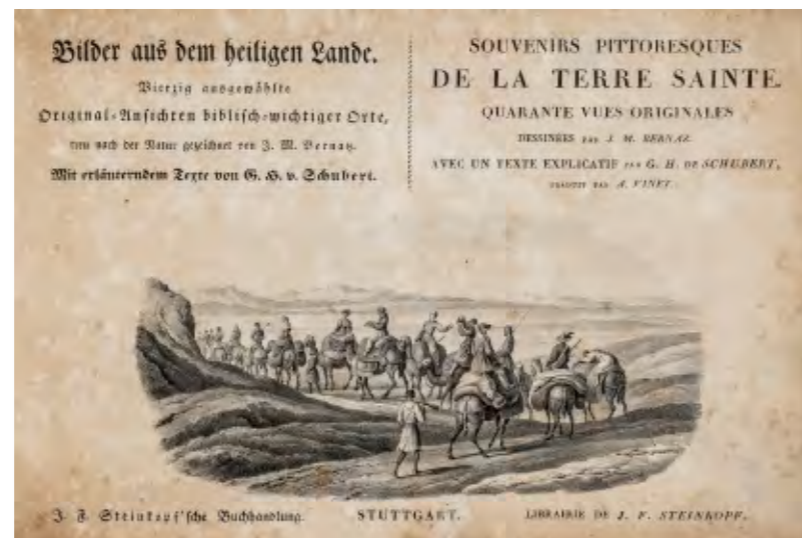 Bilder aus dem heiligen Lande.
Vierzig ausgewählte
Original-Ansichten biblisch-wichtiger Orte,
treu nach der Natur gezeichnet von J. M. Bernatz.
Mit erläuterndem Texte von G. H. v. Schubert.
SOUVENIRS PITTORESQUES
DE LA TERRE SAINTE.
QUARANTE VUES ORIGINALES
DESSINÉES PAR J. M. BERNAZ.
AVEC UN TEXTE EXPLICATIF PAR G. H. DE SCHUBERT,
TRADUIT PAR A. VINET.
J. F. Steinkopf'sche Buchhandlung.
STUTTGART.
LIBRAIRIE DE J. F. STEINKOPF.